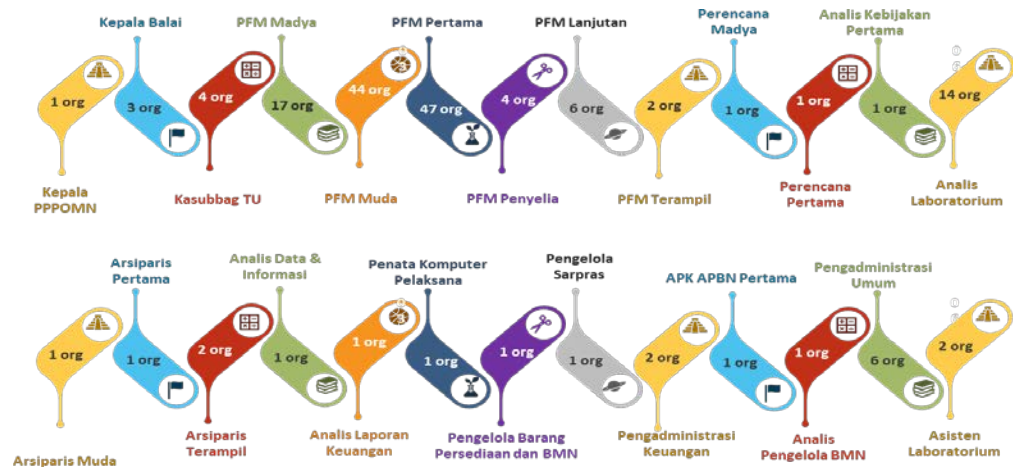 Kepala Balai
PFM Madya
PFM Pertama
PFM Lanjutan
Perencana
Madya
Analis Kebijakan
Pertama
1 org
3 org
4 org
17 org
44 org
47 org
4 org
6 org
2 org
1 org
1 org
1 org
14 org
Kepala
PPPOMN
Kasubbag TU
PFM Muda
PFM Penyelia
PFM Terampil
Perencana
Pertama
Analis
Laboratorium
Arsiparis
Pertama
Analis Data &
Informasi
Penata Komputer
Pelaksana
Pengelola
Sarpras
APK APBN Pertama
Pengadministrasi
Umum
1 org
1 org
2 org
1 org
1 org
1 org
1 org
1 org
2 org
1 org
1 org
6 org
2 org
Arsiparis Muda
Arsiparis
Terampil
Analis Laporan
Keuangan
Pengelola Barang
Persediaan dan BMN
Pengadministrasi
Keuangan
Analis
Pengelola BMN
Asisten
Laboratorium